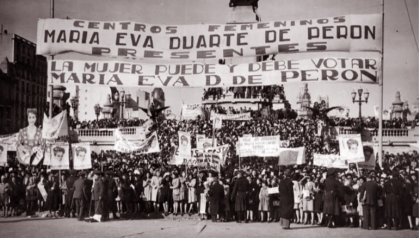 CENTROS FEMENINOS
MARIA EVA DUARTE DE PERON
PRESENTES
LA MUJER PUEDE Y DEBE VOTAR
MARIA EVA D. DE PERON